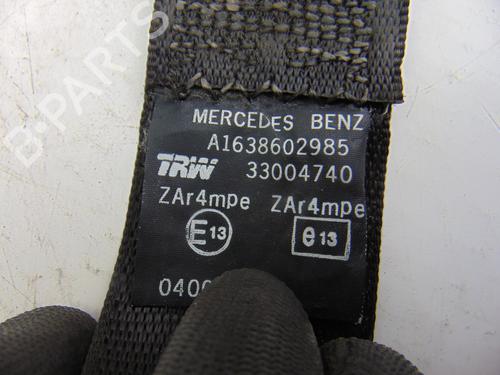 MERCEDES BENZ
A1638602985
TRW 33004740
ZAr4mpe ZAr4mpe
E13 e13
B-PARTS